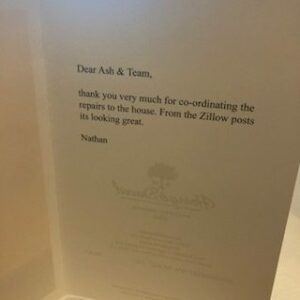 Dear Ash & Team,
thank you very much for co-ordinating the
repairs to the house. From the Zillow posts
its looking great.
Nathan